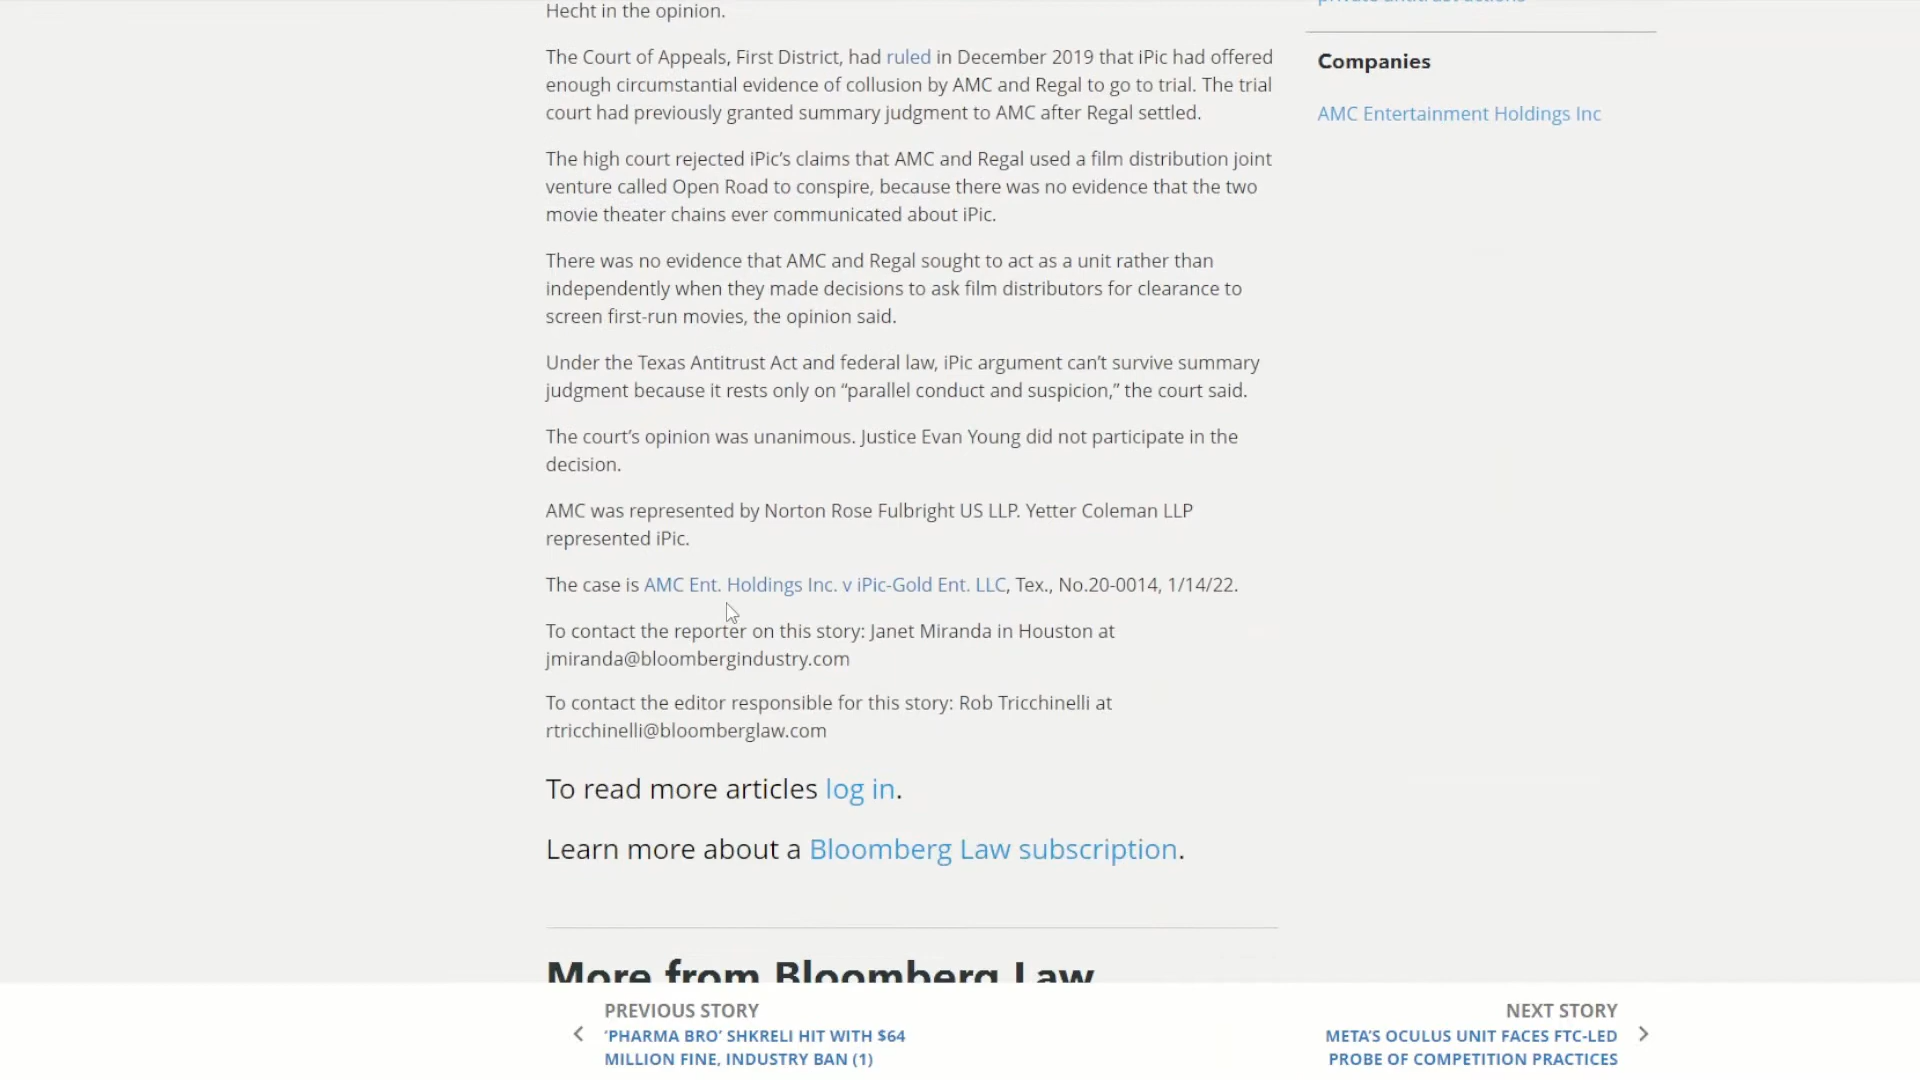 Hecht in the opinion.
The Court of Appeals, First District, had ruled in December 2019 that iPic had offered
enough circumstantial evidence of collusion by AMC and Regal to go to trial. The trial
court had previously granted summary judgment to AMC after Regal settled.
The high court rejected iPic’s claims that AMC and Regal used a film distribution joint
venture called Open Road to conspire, because there was no evidence that the two
movie theater chains ever communicated about iPic.
There was no evidence that AMC and Regal sought to act as a unit rather than
independently when they made decisions to ask film distributors for clearance to
screen first-run movies, the opinion said.
Under the Texas Antitrust Act and federal law, iPic argument can’t survive summary
judgment because it rests only on “parallel conduct and suspicion,” the court said.
The court’s opinion was unanimous. Justice Evan Young did not participate in the
decision.
AMC was represented by Norton Rose Fulbright US LLP. Yetter Coleman LLP
represented iPic.
The case is AMC Ent. Holdings Inc. v iPic-Gold Ent. LLC, Tex., No.20-0014, 1/14/22.
To contact the reporter on this story: Janet Miranda in Houston at
jmiranda@bloombergindustry.com
To contact the editor responsible for this story: Rob Tricchinelli at
rtricchinelli@bloomberglaw.com
To read more articles log in.
Learn more about a Bloomberg Law subscription.
More from Bloomberg Law
private antitrust actions
Companies
AMC Entertainment Holdings Inc
PREVIOUS STORY
‘PHARMA BRO’ SHKRELI HIT WITH $64
MILLION FINE, INDUSTRY BAN (1)
NEXT STORY
META’S OCULUS UNIT FACES FTC-LED
PROBE OF COMPETITION PRACTICES